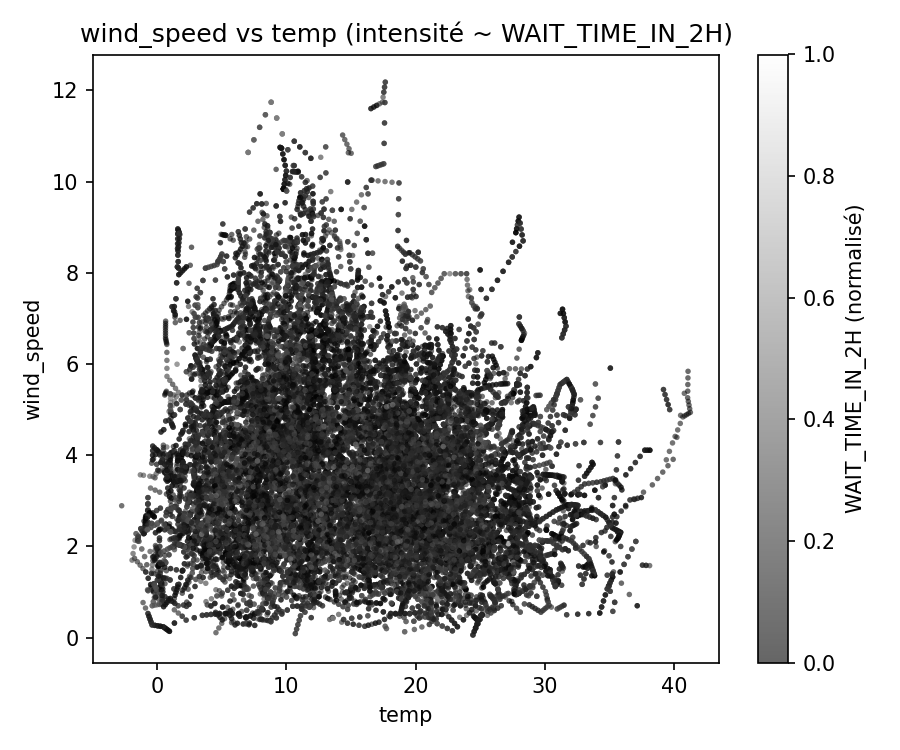 wind_speed vs temp (intensité ~ WAIT_TIME_IN_2H)
wind_speed
12
10
8
6
4
2
0
0 10 20 30 40
temp
1.0
0.8
0.6
0.4
0.2
0.0
WAIT_TIME_IN_2H (normalisé)